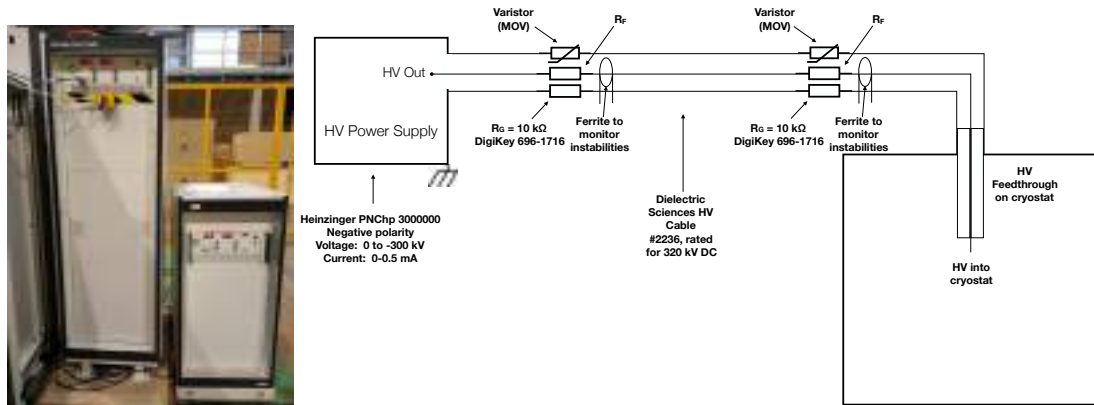 Varistor
(MOV)
RF
HV Out
HV Power Supply
RG = 10 kΩ
DigiKey 696-1716
Ferrite to
monitor
instabilities
Varistor
(MOV)
RF
RG = 10 kΩ
DigiKey 696-1716
Ferrite to
monitor
instabilities
Heinzinger PNChp 3000000
Negative polarity
Voltage: 0 to -300 kV
Current: 0-0.5 mA
Dielectric
Sciences HV
Cable
#2236, rated
for 320 kV DC
HV
Feedthrough
on cryostat
HV into
cryostat